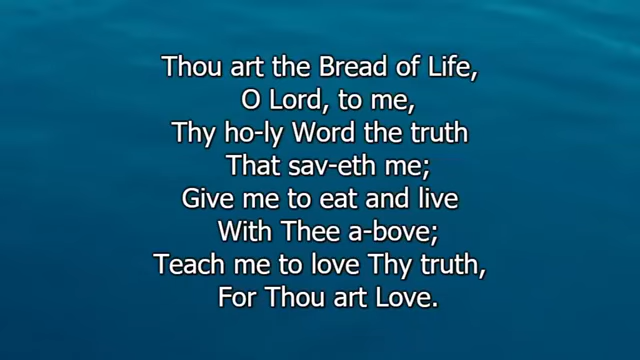 Thou art the Bread of Life,
O Lord, to me,
Thy ho-ly Word the truth
That sav-eth me;
Give me to eat and live
With Thee a-bove;
Teach me to love Thy truth,
For Thou art Love.